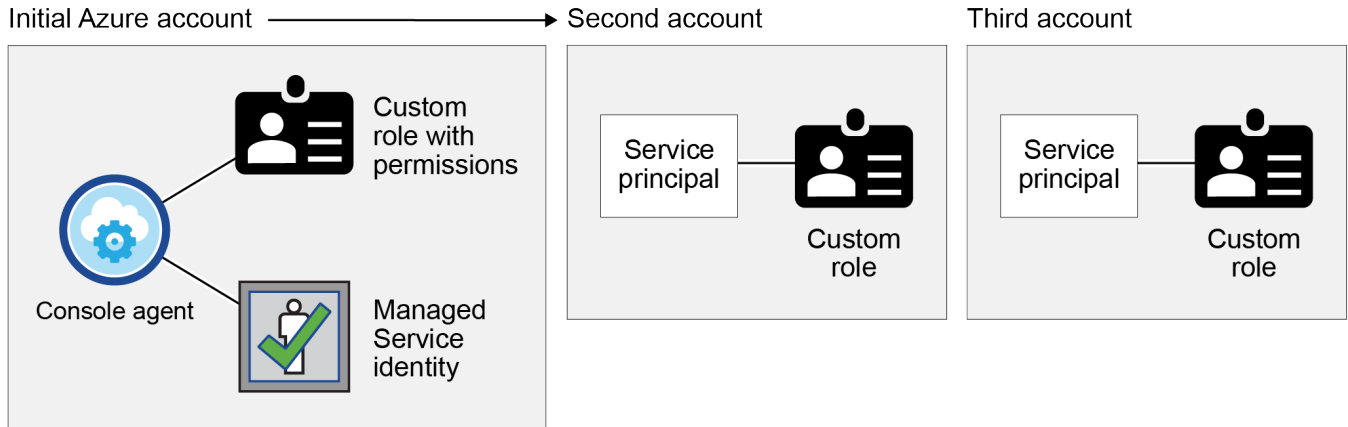 Initial Azure account
Second account
Third account
Custom
role with
permissions
Console agent
Managed
Service
identity
Service
principal
Custom
role
Service
principal
Custom
role